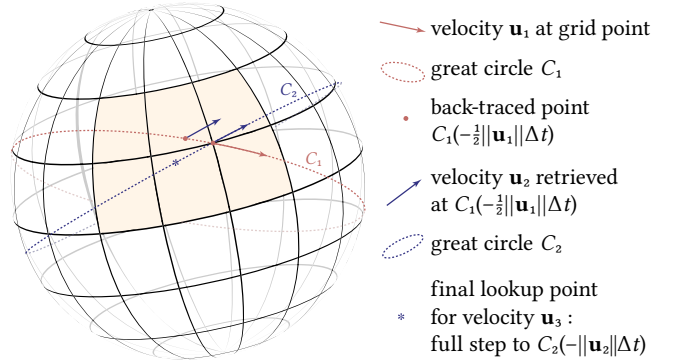 C₂
C₁
velocity 𝐮₁ at grid point
great circle C₁
back-traced point
C₁(−½||𝐮₁||Δt)
velocity 𝐮₂ retrieved
at C₁(−½||𝐮₁||Δt)
great circle C₂
final lookup point
for velocity 𝐮₃ :
full step to C₂(−||𝐮₂||Δt)